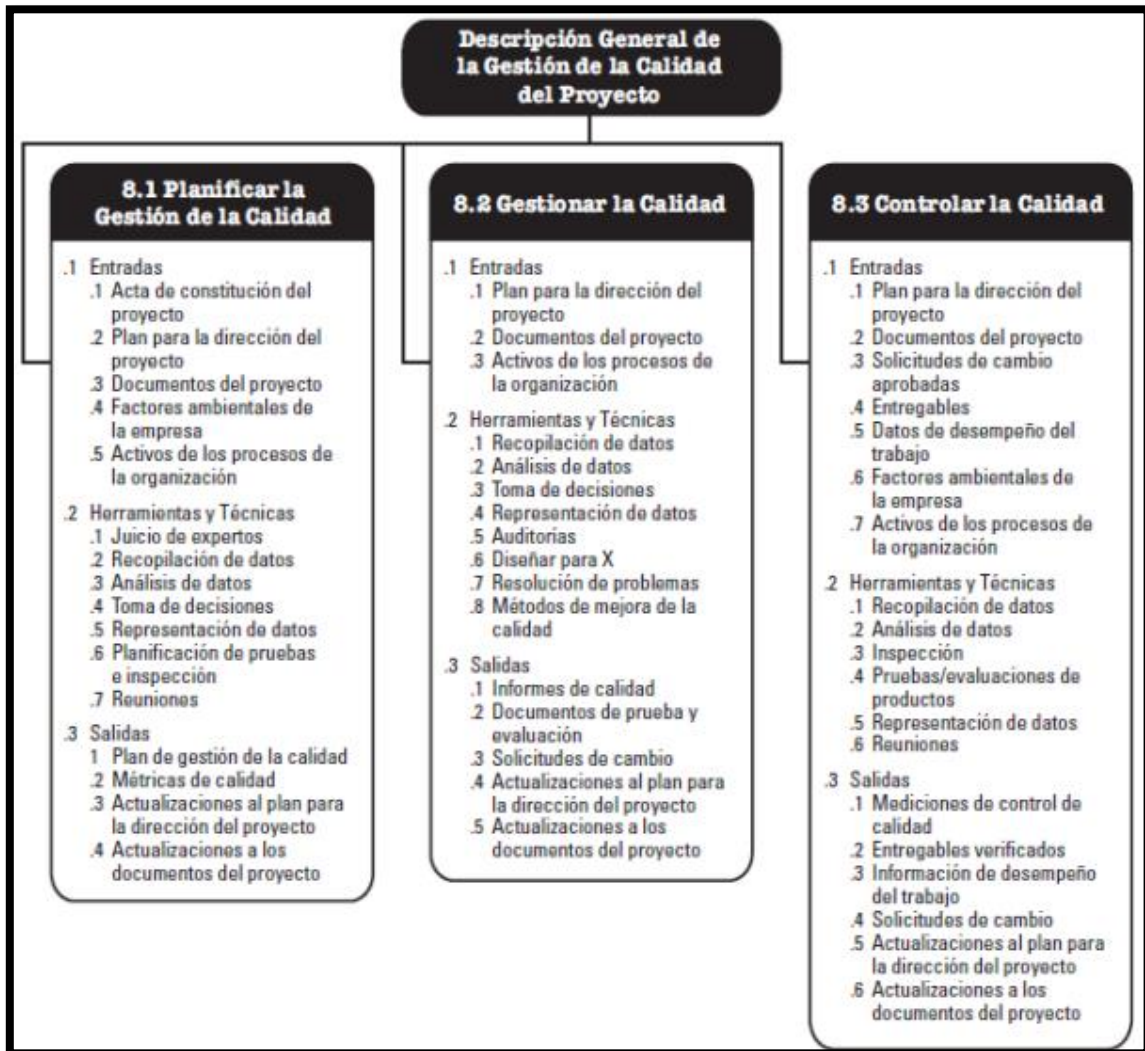 Descripción General de
la Gestión de la Calidad
del Proyecto
8.1 Planificar la
Gestión de la Calidad
.1 Entradas
.1 Acta de constitución del
proyecto
.2 Plan para la dirección del
proyecto
.3 Documentos del proyecto
.4 Factores ambientales de
la empresa
.5 Activos de los procesos de
la organización
.2 Herramientas y Técnicas
.1 Juicio de expertos
.2 Recopilación de datos
.3 Análisis de datos
.4 Toma de decisiones
.5 Representación de datos
.6 Planificación de pruebas
e inspección
.7 Reuniones
.3 Salidas
1 Plan de gestión de la calidad
.2 Métricas de calidad
.3 Actualizaciones al plan para
la dirección del proyecto
.4 Actualizaciones a los
documentos del proyecto
8.2 Gestionar la Calidad
.1 Entradas
.1 Plan para la dirección del
proyecto
.2 Documentos del proyecto
.3 Activos de los procesos de
la organización
.2 Herramientas y Técnicas
.1 Recopilación de datos
.2 Análisis de datos
.3 Toma de decisiones
.4 Representación de datos
.5 Auditorías
.6 Diseñar para X
.7 Resolución de problemas
.8 Métodos de mejora de la
calidad
.3 Salidas
.1 Informes de calidad
.2 Documentos de prueba y
evaluación
.3 Solicitudes de cambio
.4 Actualizaciones al plan para
la dirección del proyecto
.5 Actualizaciones a los
documentos del proyecto
8.3 Controlar la Calidad
.1 Entradas
.1 Plan para la dirección del
proyecto
.2 Documentos del proyecto
.3 Solicitudes de cambio
aprobadas
.4 Entregables
.5 Datos de desempeño del
trabajo
.6 Factores ambientales de
la empresa
.7 Activos de los procesos de
la organización
.2 Herramientas y Técnicas
.1 Recopilación de datos
.2 Análisis de datos
.3 Inspección
.4 Pruebas/evaluaciones de
productos
.5 Representación de datos
.6 Reuniones
.3 Salidas
.1 Mediciones de control de
calidad
.2 Entregables verificados
.3 Información de desempeño
del trabajo
.4 Solicitudes de cambio
.5 Actualizaciones al plan para
la dirección del proyecto
.6 Actualizaciones a los
documentos del proyecto